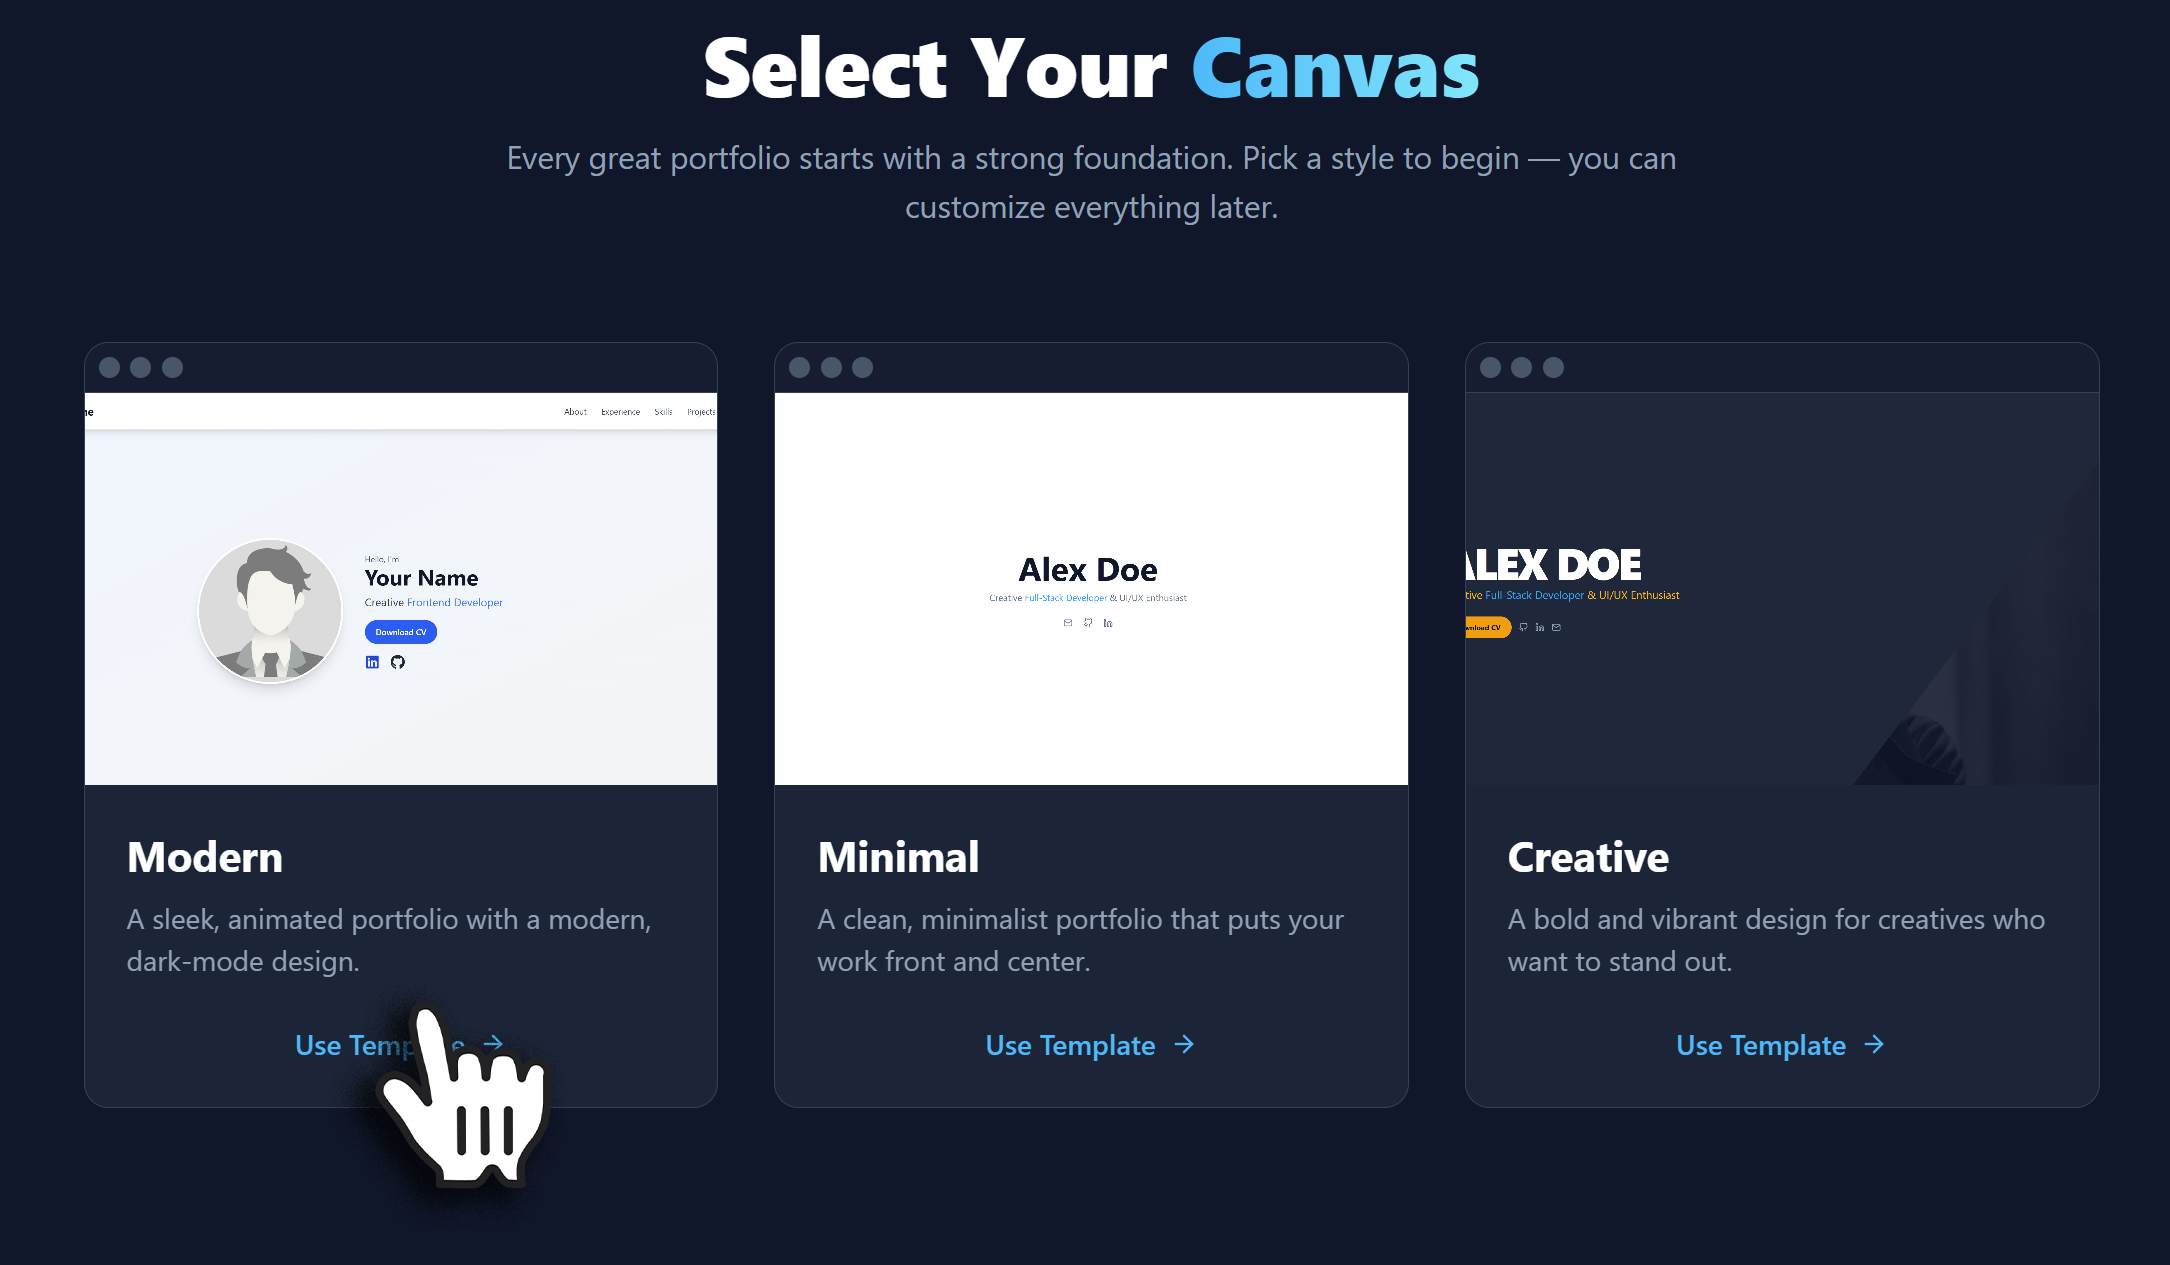 Select Your Canvas
Every great portfolio starts with a strong foundation. Pick a style to begin — you can
customize everything later.
About Experience Skills Projects
Hello, I'm
Your Name
Creative Frontend Developer
Download CV
in
Modern
A sleek, animated portfolio with a modern,
dark-mode design.
Use
Alex Doe
Creative Full-Stack Developer & UI/UX Enthusiast
in
Minimal
A clean, minimalist portfolio that puts your
work front and center.
Use Template →
ALEX DOE
tive Full-Stack Developer & UI/UX Enthusiast
wnload CV
in
Creative
A bold and vibrant design for creatives who
want to stand out.
Use Template →